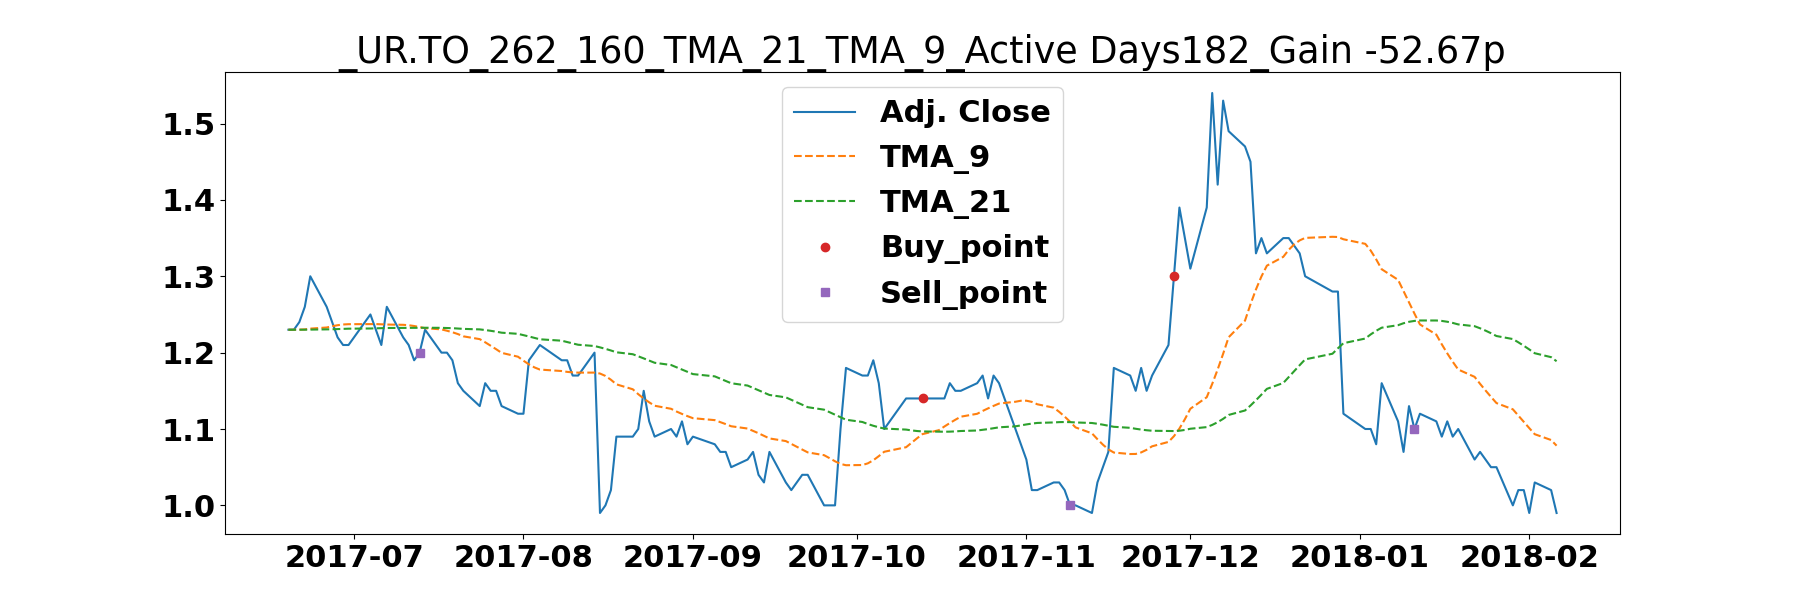 _UR.TO_262_160_TMA_21_TMA_9_Active Days182_Gain -52.67p
Adj. Close
TMA_9
TMA_21
Buy_point
Sell_point
1.5
1.4
1.3
1.2
1.1
1.0
2017-07 2017-08 2017-09 2017-10 2017-11 2017-12 2018-01 2018-02